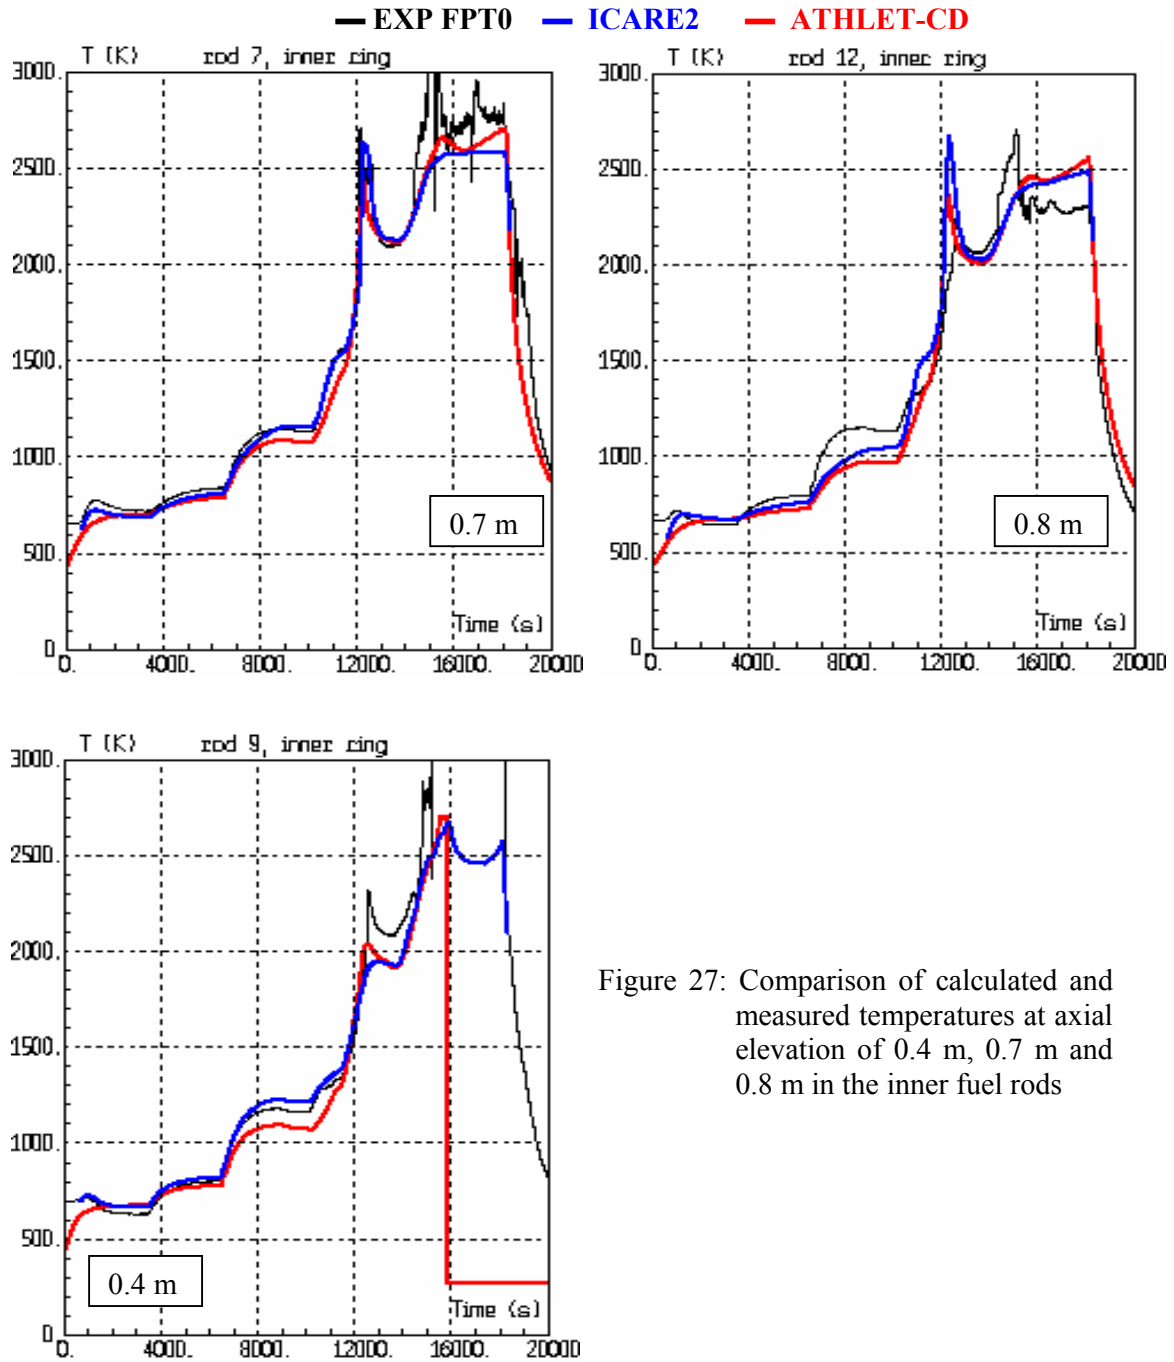 EXP FPT0 ICARE2 ATHLET-CD
T (K) rod 7, inner ring
3000.
2500.
2000.
1500.
1000.
500.
0
0.7 m
Time (s)
0. 4000. 8000. 12000. 16000. 20000
T (K) rod 12, inner ring
3000.
2500.
2000.
1500.
1000.
500.
0
0.8 m
Time (s)
0. 4000. 8000. 12000. 16000. 20000
T (K) rod 9, inner ring
3000.
2500.
2000.
1500.
1000.
500.
0
0.4 m
Time (s)
0. 4000. 8000. 12000. 16000. 20000
Figure 27: Comparison of calculated and
measured temperatures at axial
elevation of 0.4 m, 0.7 m and
0.8 m in the inner fuel rods